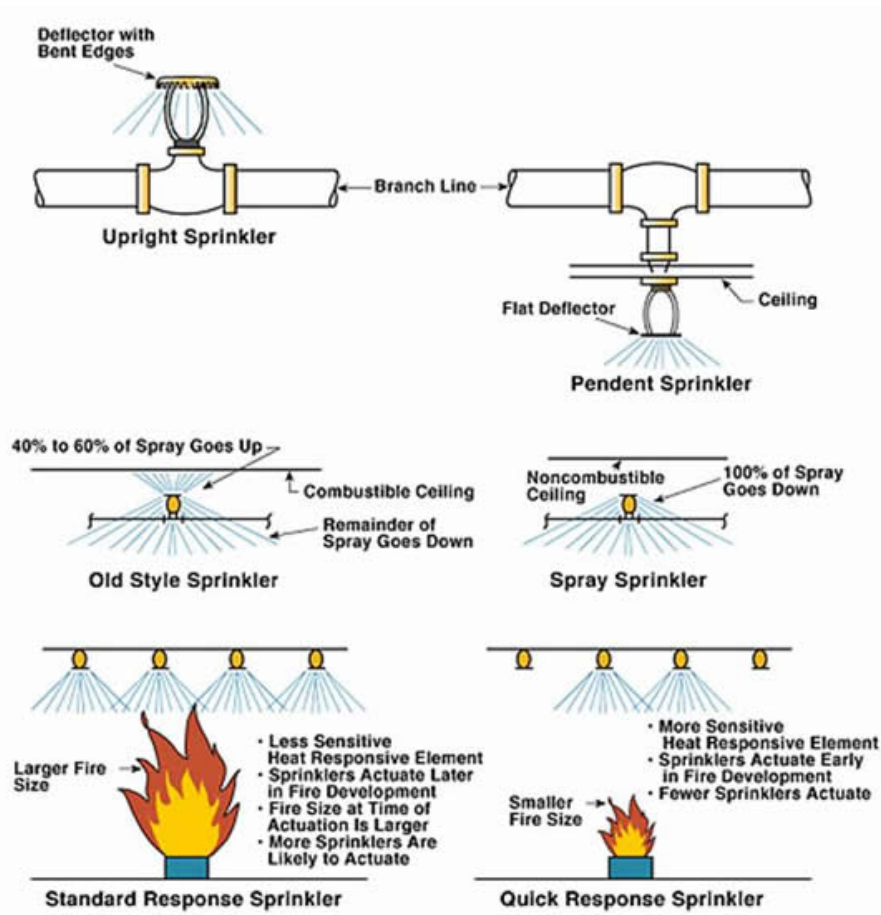 Deflector with
Bent Edges
Branch Line
Upright Sprinkler
Ceiling
Flat Deflector
Pendent Sprinkler
40% to 60% of Spray Goes Up
Combustible Ceiling
Remainder of
Spray Goes Down
Old Style Sprinkler
Noncombustible
Ceiling
100% of Spray
Goes Down
Spray Sprinkler
Larger Fire
Size
· Less Sensitive
Heat Responsive Element
· Sprinklers Actuate Later
in Fire Development
· Fire Size at Time of
Actuation Is Larger
· More Sprinklers Are
Likely to Actuate
Standard Response Sprinkler
· More Sensitive
Heat Responsive Element
· Sprinklers Actuate Early
in Fire Development
· Fewer Sprinklers Actuate
Smaller
Fire Size
Quick Response Sprinkler